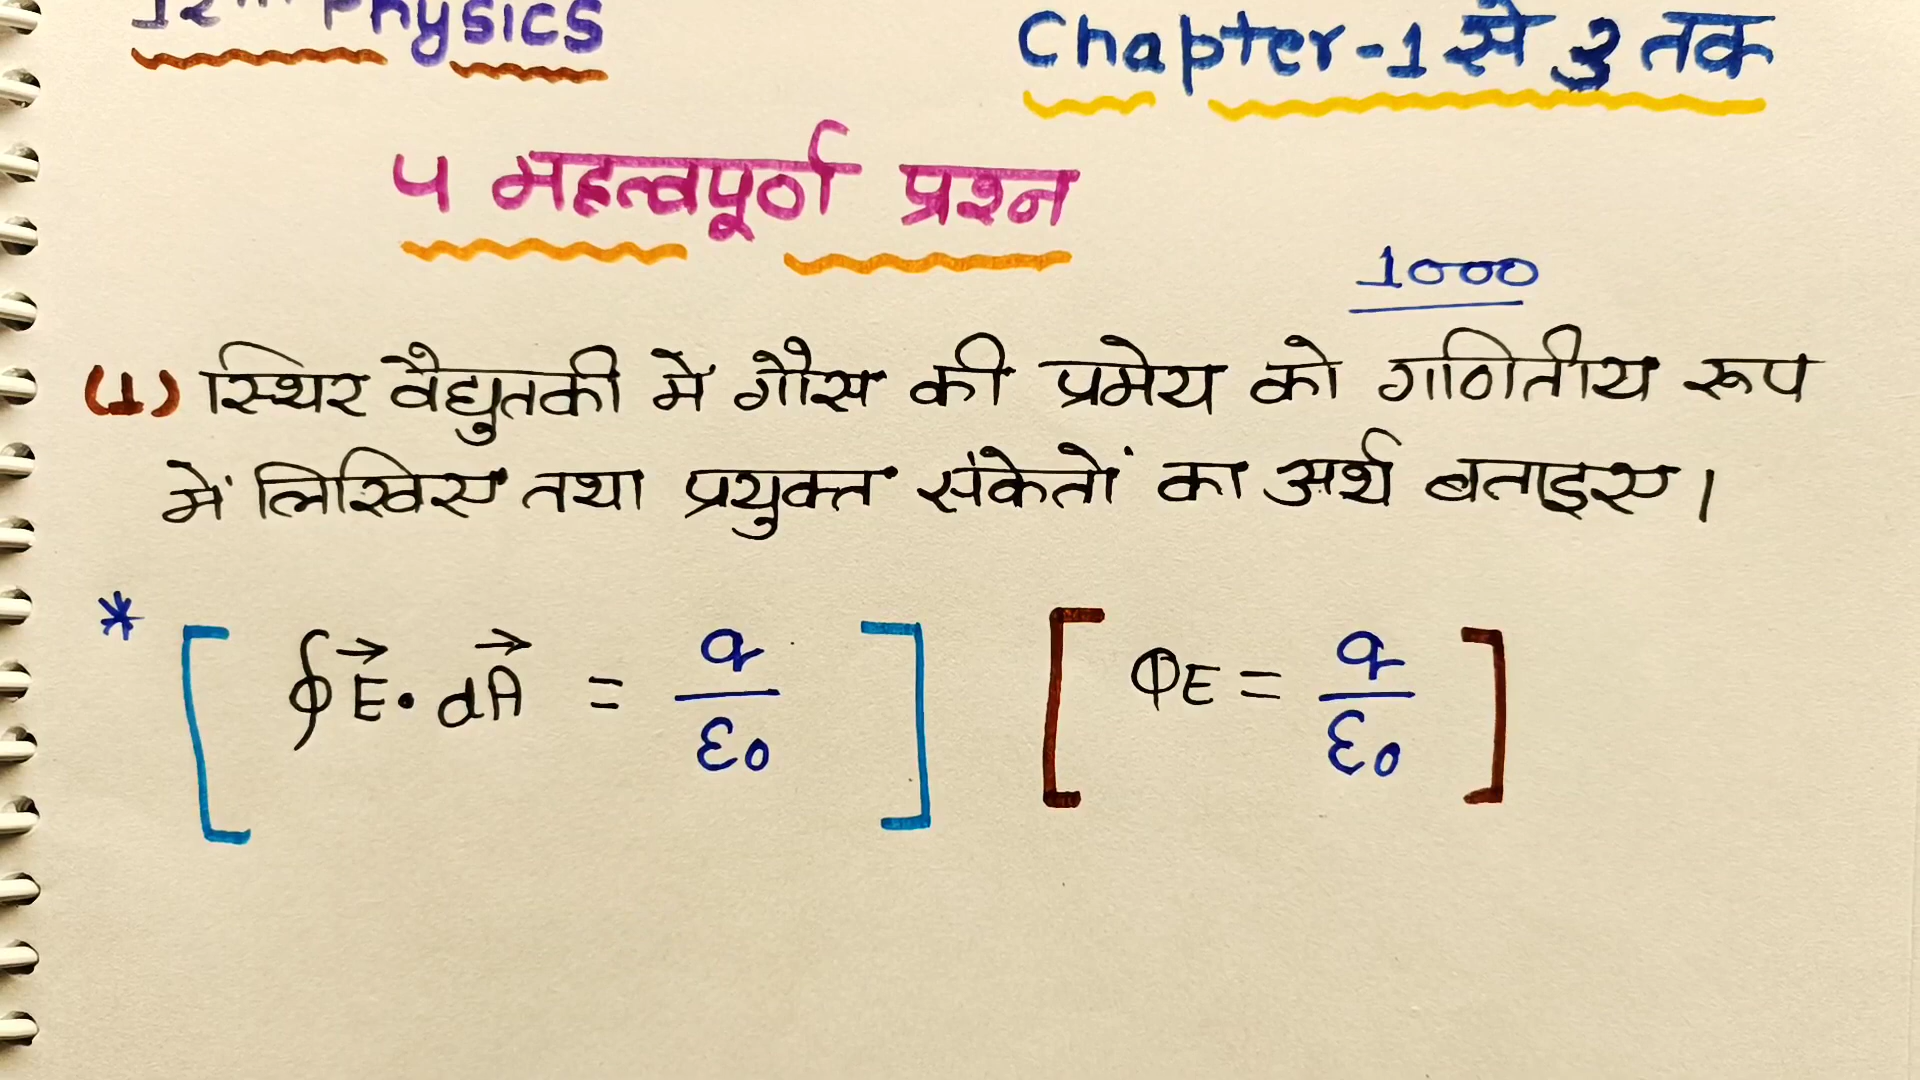 12th Physics
Chapter-1 से 3 तक
५ महत्वपूर्ण प्रश्न
1000
(1) स्थिर वैद्युतकी में गौस की प्रमेय को गणितीय रूप
में लिखिए तथा प्रयुक्त संकेतों का अर्थ बताइए।
* [ ∮E⃗ · dA⃗ = q/ε₀ ] [ ΦE = q/ε₀ ]